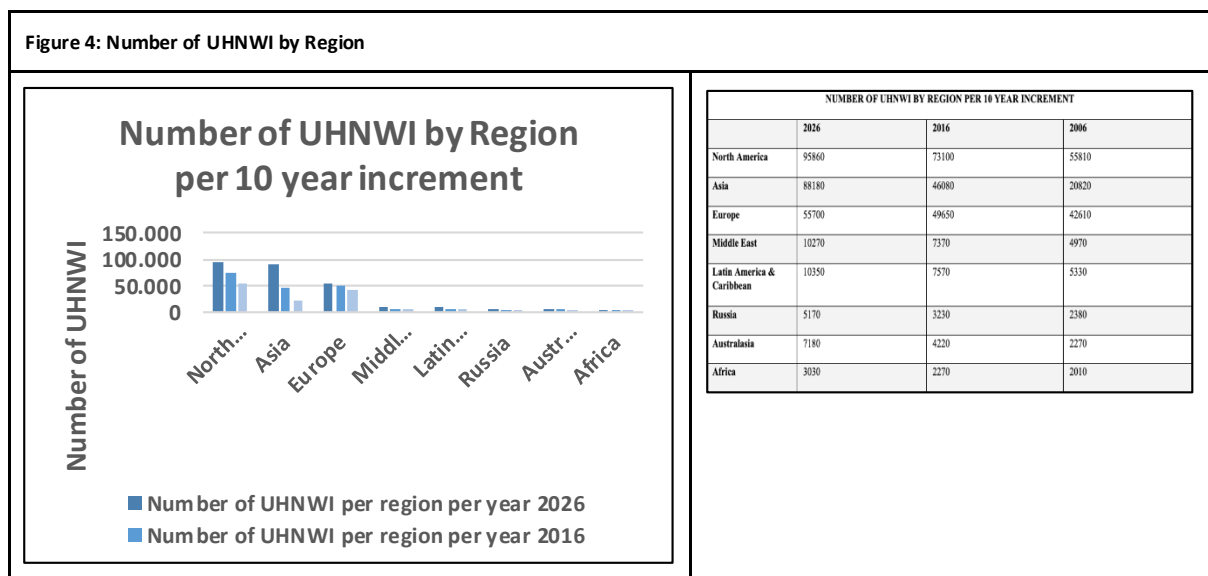 Figure 4: Number of UHNWI by Region
Number of UHNWI by Region
per 10 year increment
Number of UHNWI
150.000
100.000
50.000
0
North...
Asia
Europe
Middl...
Latin...
Russia
Austr...
Africa
Number of UHNWI per region per year 2026
Number of UHNWI per region per year 2016
NUMBER OF UHNWI BY REGION PER 10 YEAR INCREMENT
2026 2016 2006
North America 95860 73100 55810
Asia 88180 46080 20820
Europe 55700 49650 42610
Middle East 10270 7370 4970
Latin America &
Caribbean 10350 7570 5330
Russia 5170 3230 2380
Australasia 7180 4220 2270
Africa 3030 2270 2010